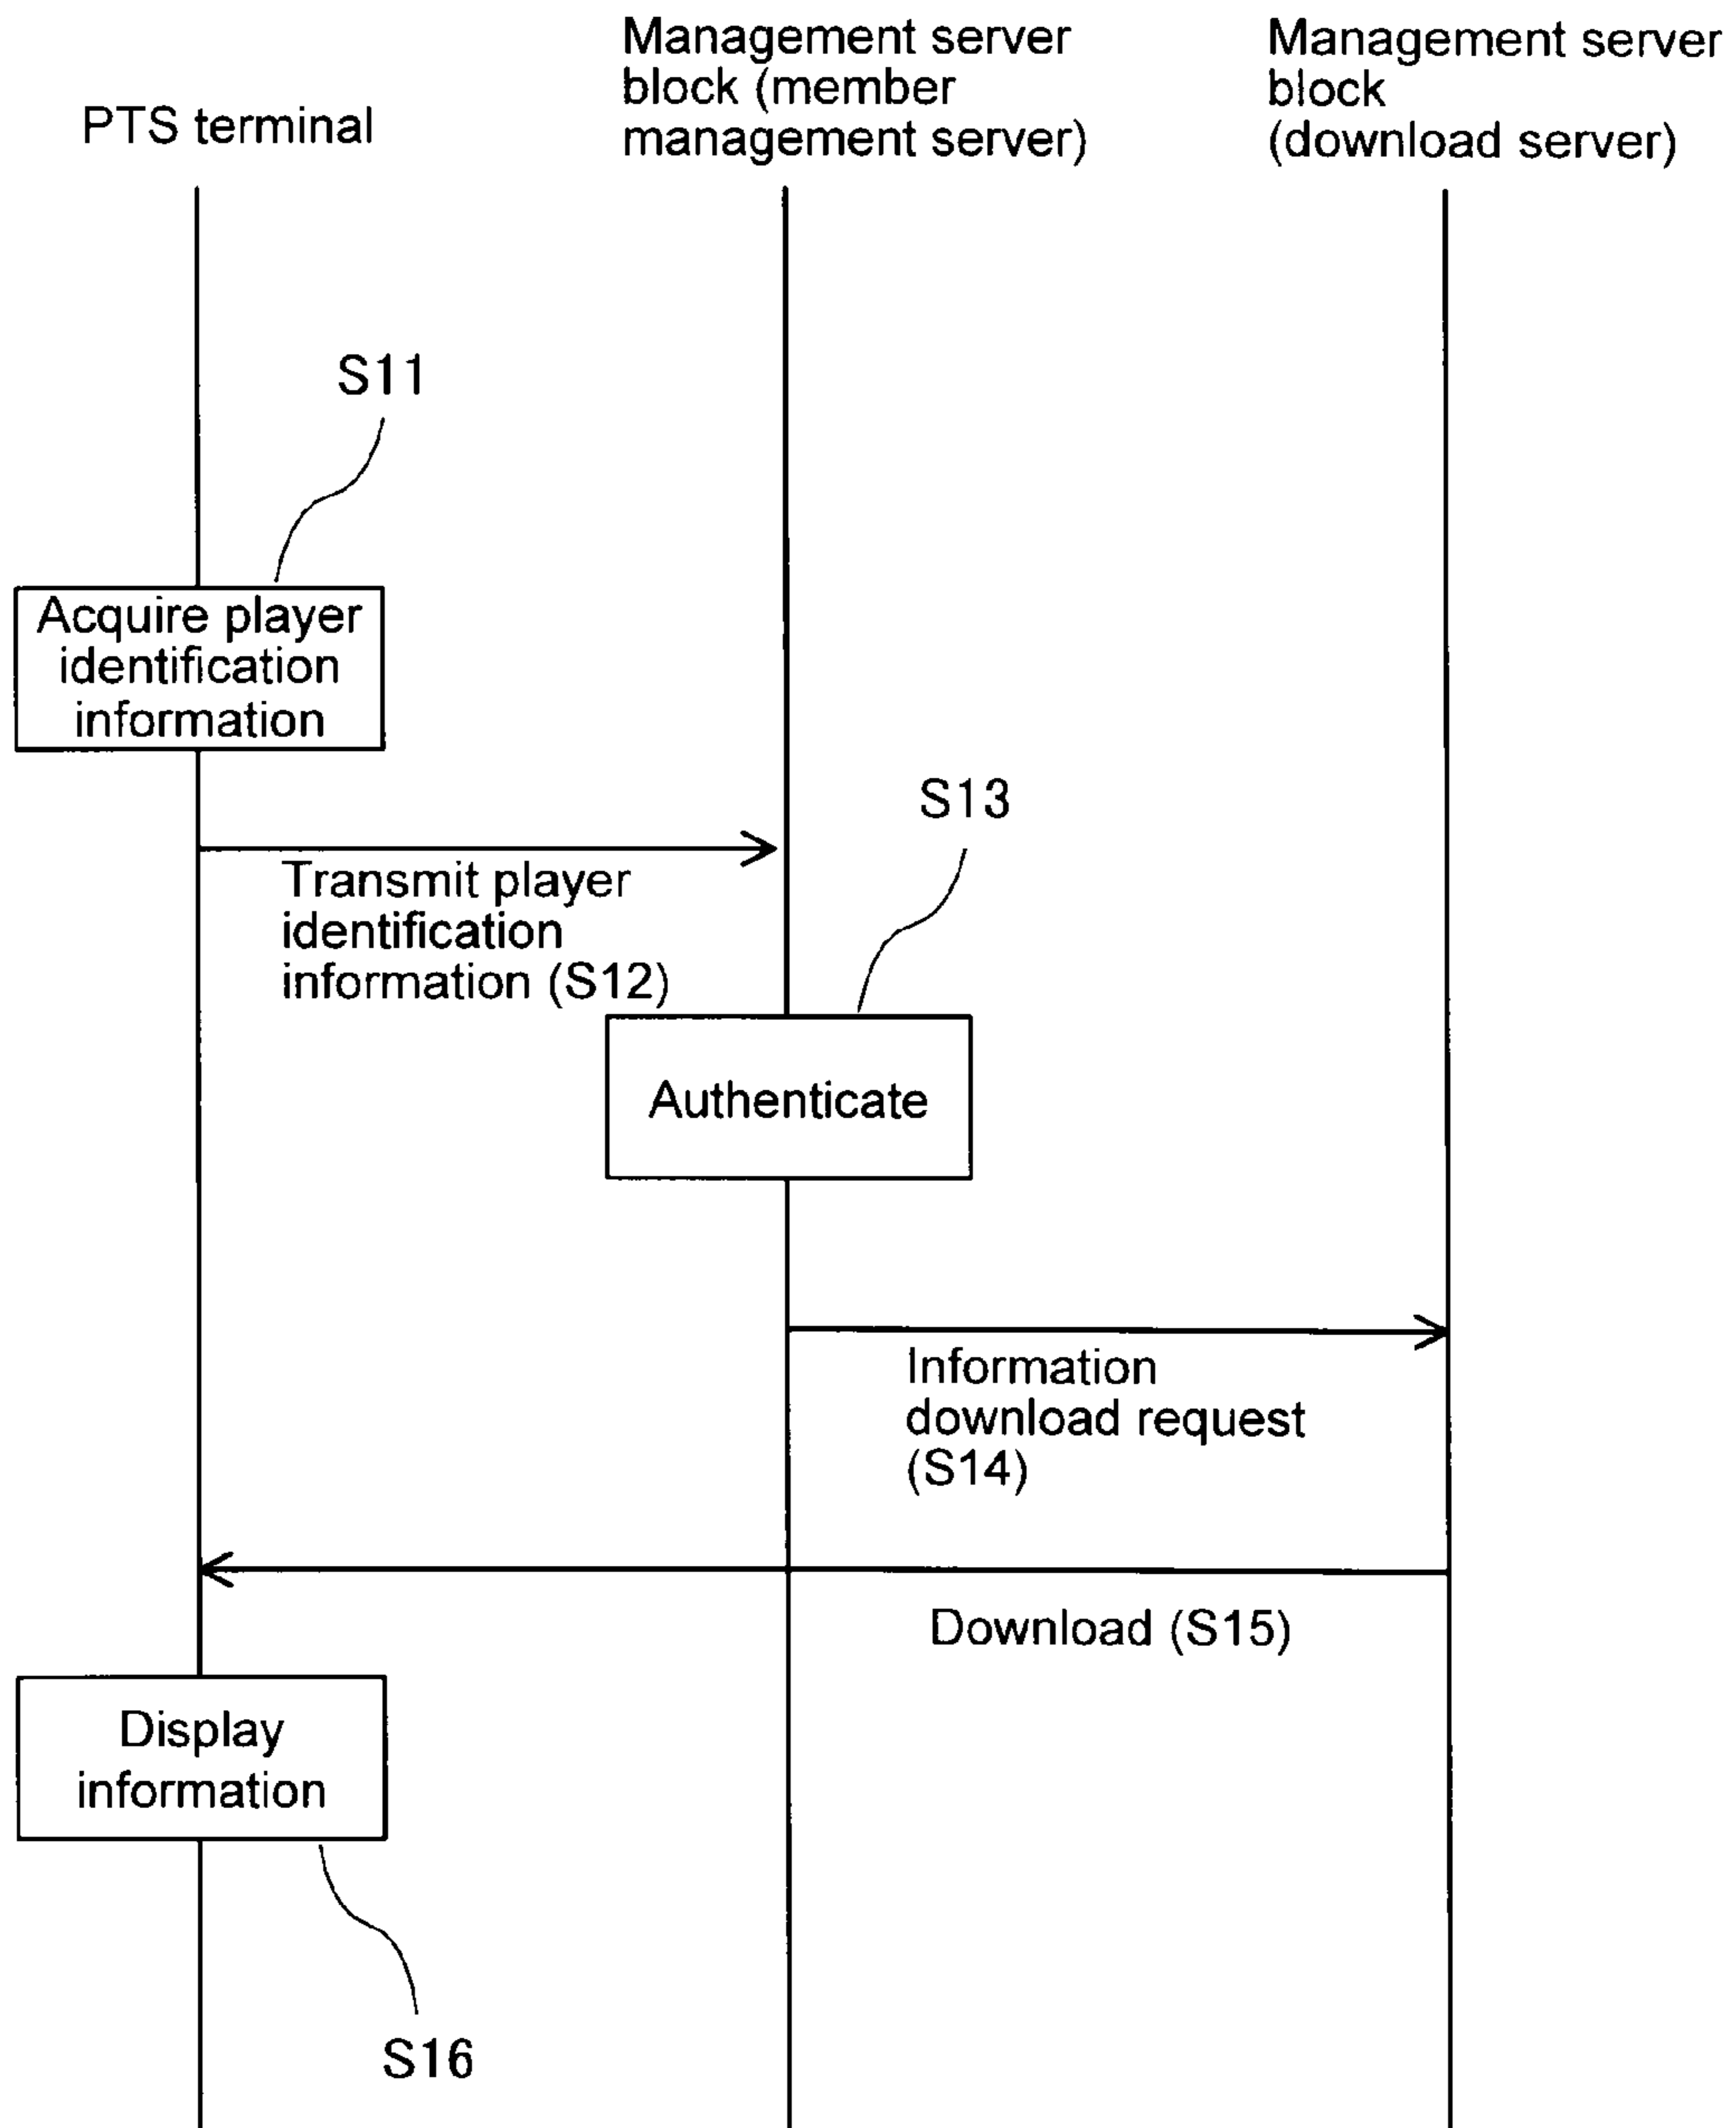 PTS terminal
Management server
block (member
management server)
Management server
block
(download server)
S11
Acquire player
identification
information
S13
Transmit player
identification
information (S12)
Authenticate
Information
download request
(S14)
Download (S15)
Display
information
S16